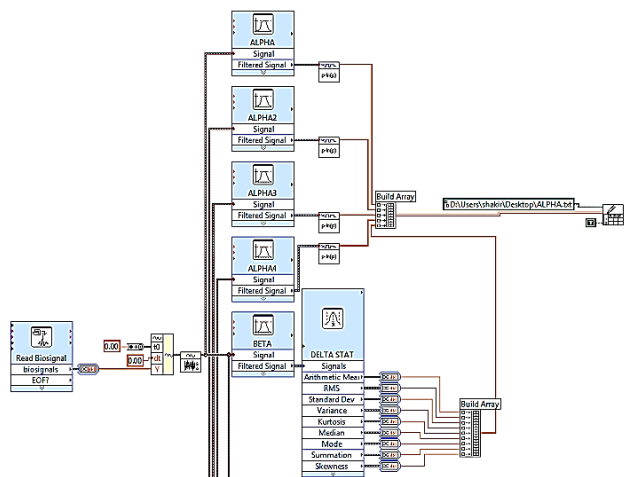 ALPHA
Signal
Filtered Signal
P(f(p))
ALPHA2
Signal
Filtered Signal
ALPHA3
Signal
Filtered Signal
Build Array
D:\Users\shakir\Desktop\ALPHA.txt
ALPHA4
Signal
Filtered Signal
Read Biosignal
biosignals
EOF?
0.00
t0
0.00
dt
Y
BETA
Signal
Filtered Signal
DELTA STAT
Signals
Arithmetic Mean
RMS
Standard Dev
Variance
Kurtosis
Median
Mode
Summation
Skewness
Build Array